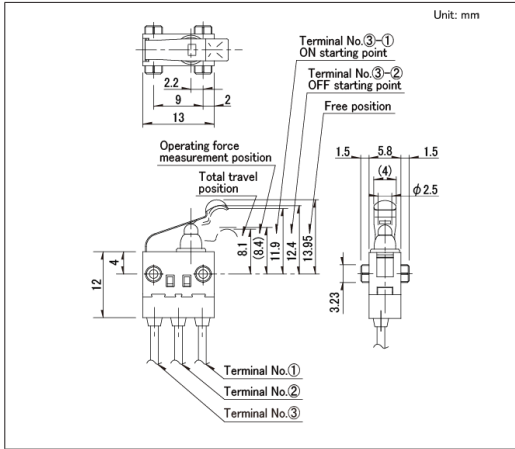 Unit: mm
Terminal No.③-①
ON starting point
Terminal No.③-②
OFF starting point
Free position
2.2
9
2
13
Operating force
measurement position
Total travel
position
1.5
5.8
1.5
(4)
φ2.5
8.1
(8.4)
11.9
12.4
13.95
4
12
3.23
Terminal No.①
Terminal No.②
Terminal No.③